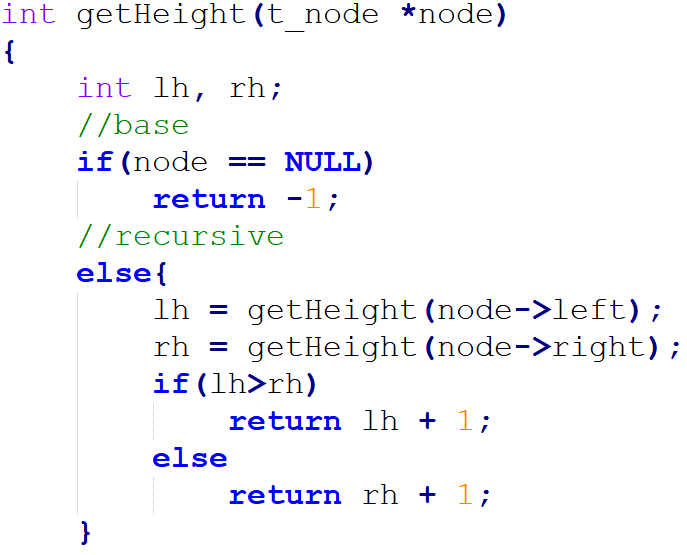 int getHeight(t_node *node)
{
    int lh, rh;
    //base
    if(node == NULL)
        return -1;
    //recursive
    else{
        lh = getHeight(node->left);
        rh = getHeight(node->right);
        if(lh>rh)
            return lh + 1;
        else
            return rh + 1;
    }